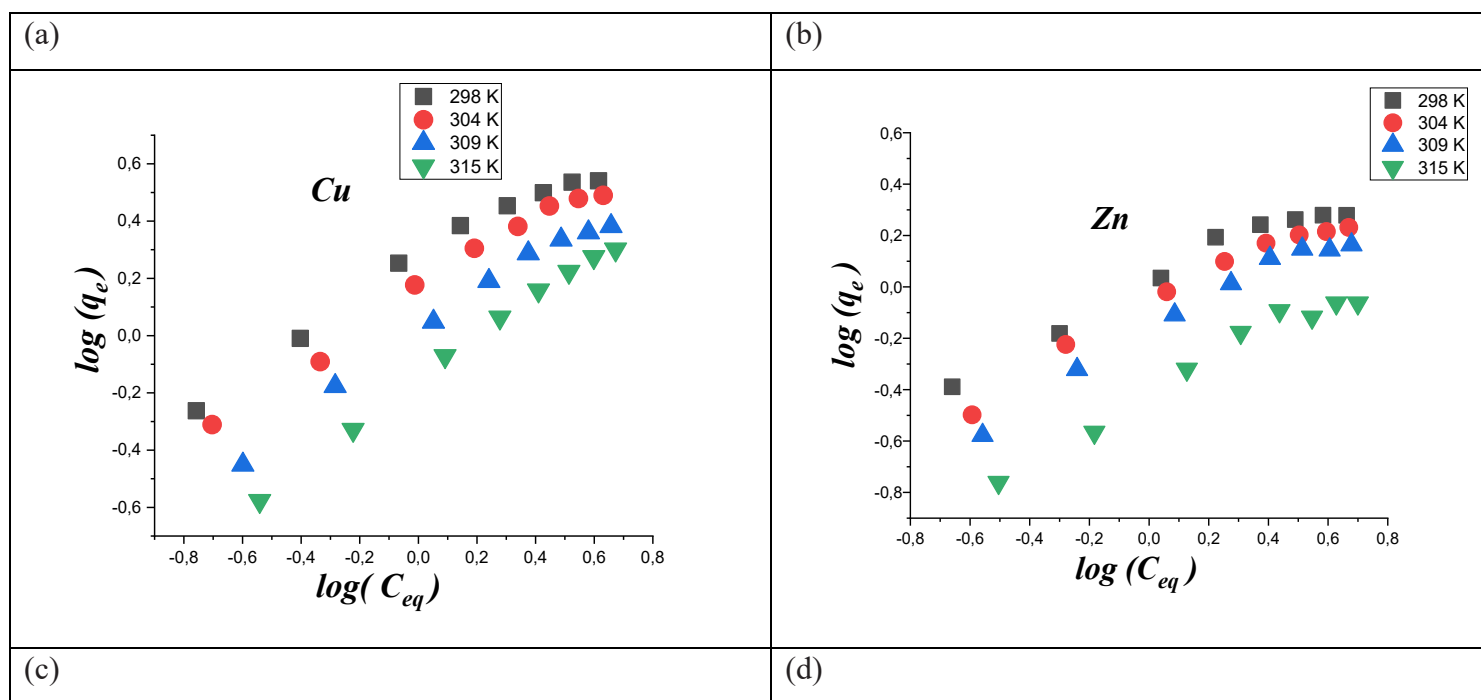 (a)
(b)
298 K
304 K
309 K
315 K
Cu
0,6
0,4
0,2
0,0
-0,2
-0,4
-0,6
log (qe)
-0,8
-0,6
-0,4
-0,2
0,0
0,2
0,4
0,6
0,8
log( Ceq)
298 K
304 K
309 K
315 K
Zn
0,6
0,4
0,2
0,0
-0,2
-0,4
-0,6
-0,8
log (qe)
-0,8
-0,6
-0,4
-0,2
0,0
0,2
0,4
0,6
0,8
log (Ceq)
(c)
(d)